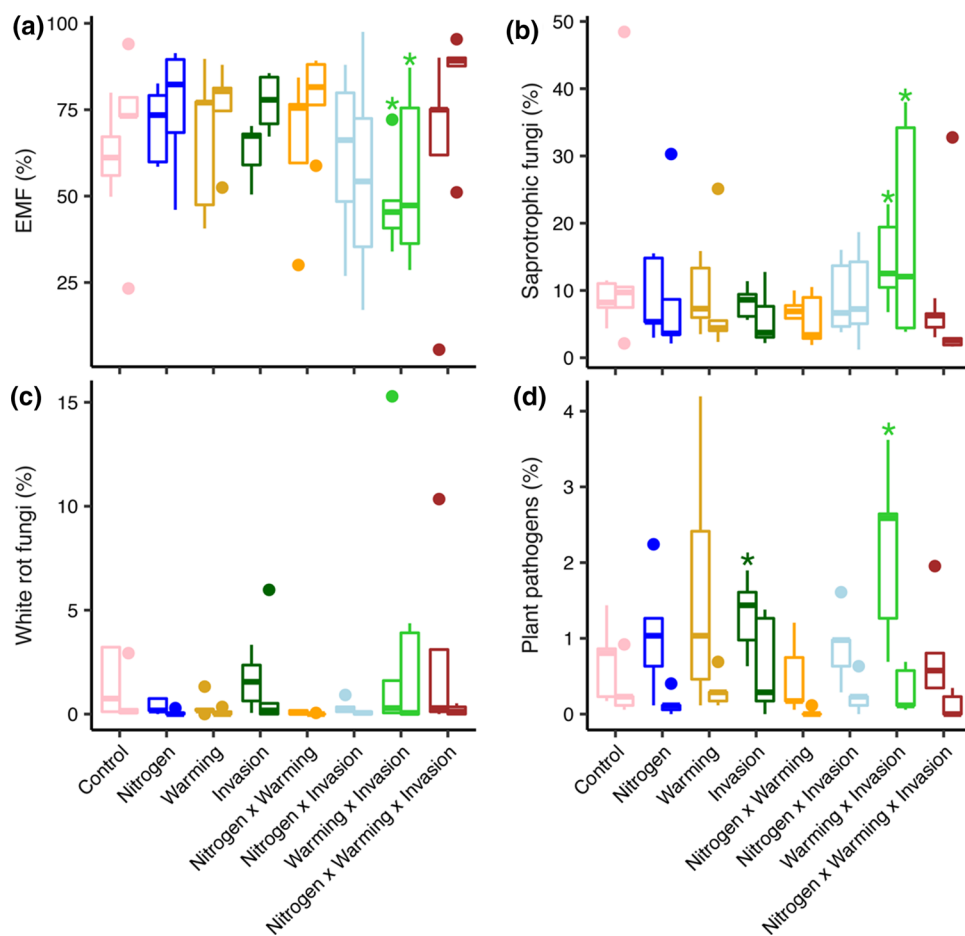 (a)
EMF (%)
100
75
50
25
(b)
Saprotrophic fungi (%)
50
40
30
20
10
0
*
*
*
*
(c)
White rot fungi (%)
15
10
5
0
(d)
Plant pathogens (%)
4
3
2
1
0
*
*
Control
Nitrogen
Warming
Invasion
Nitrogen x Warming
Nitrogen x Invasion
Warming x Invasion
Nitrogen x Warming x Invasion
Control
Nitrogen
Warming
Invasion
Nitrogen x Warming
Nitrogen x Invasion
Warming x Invasion
Nitrogen x Warming x Invasion